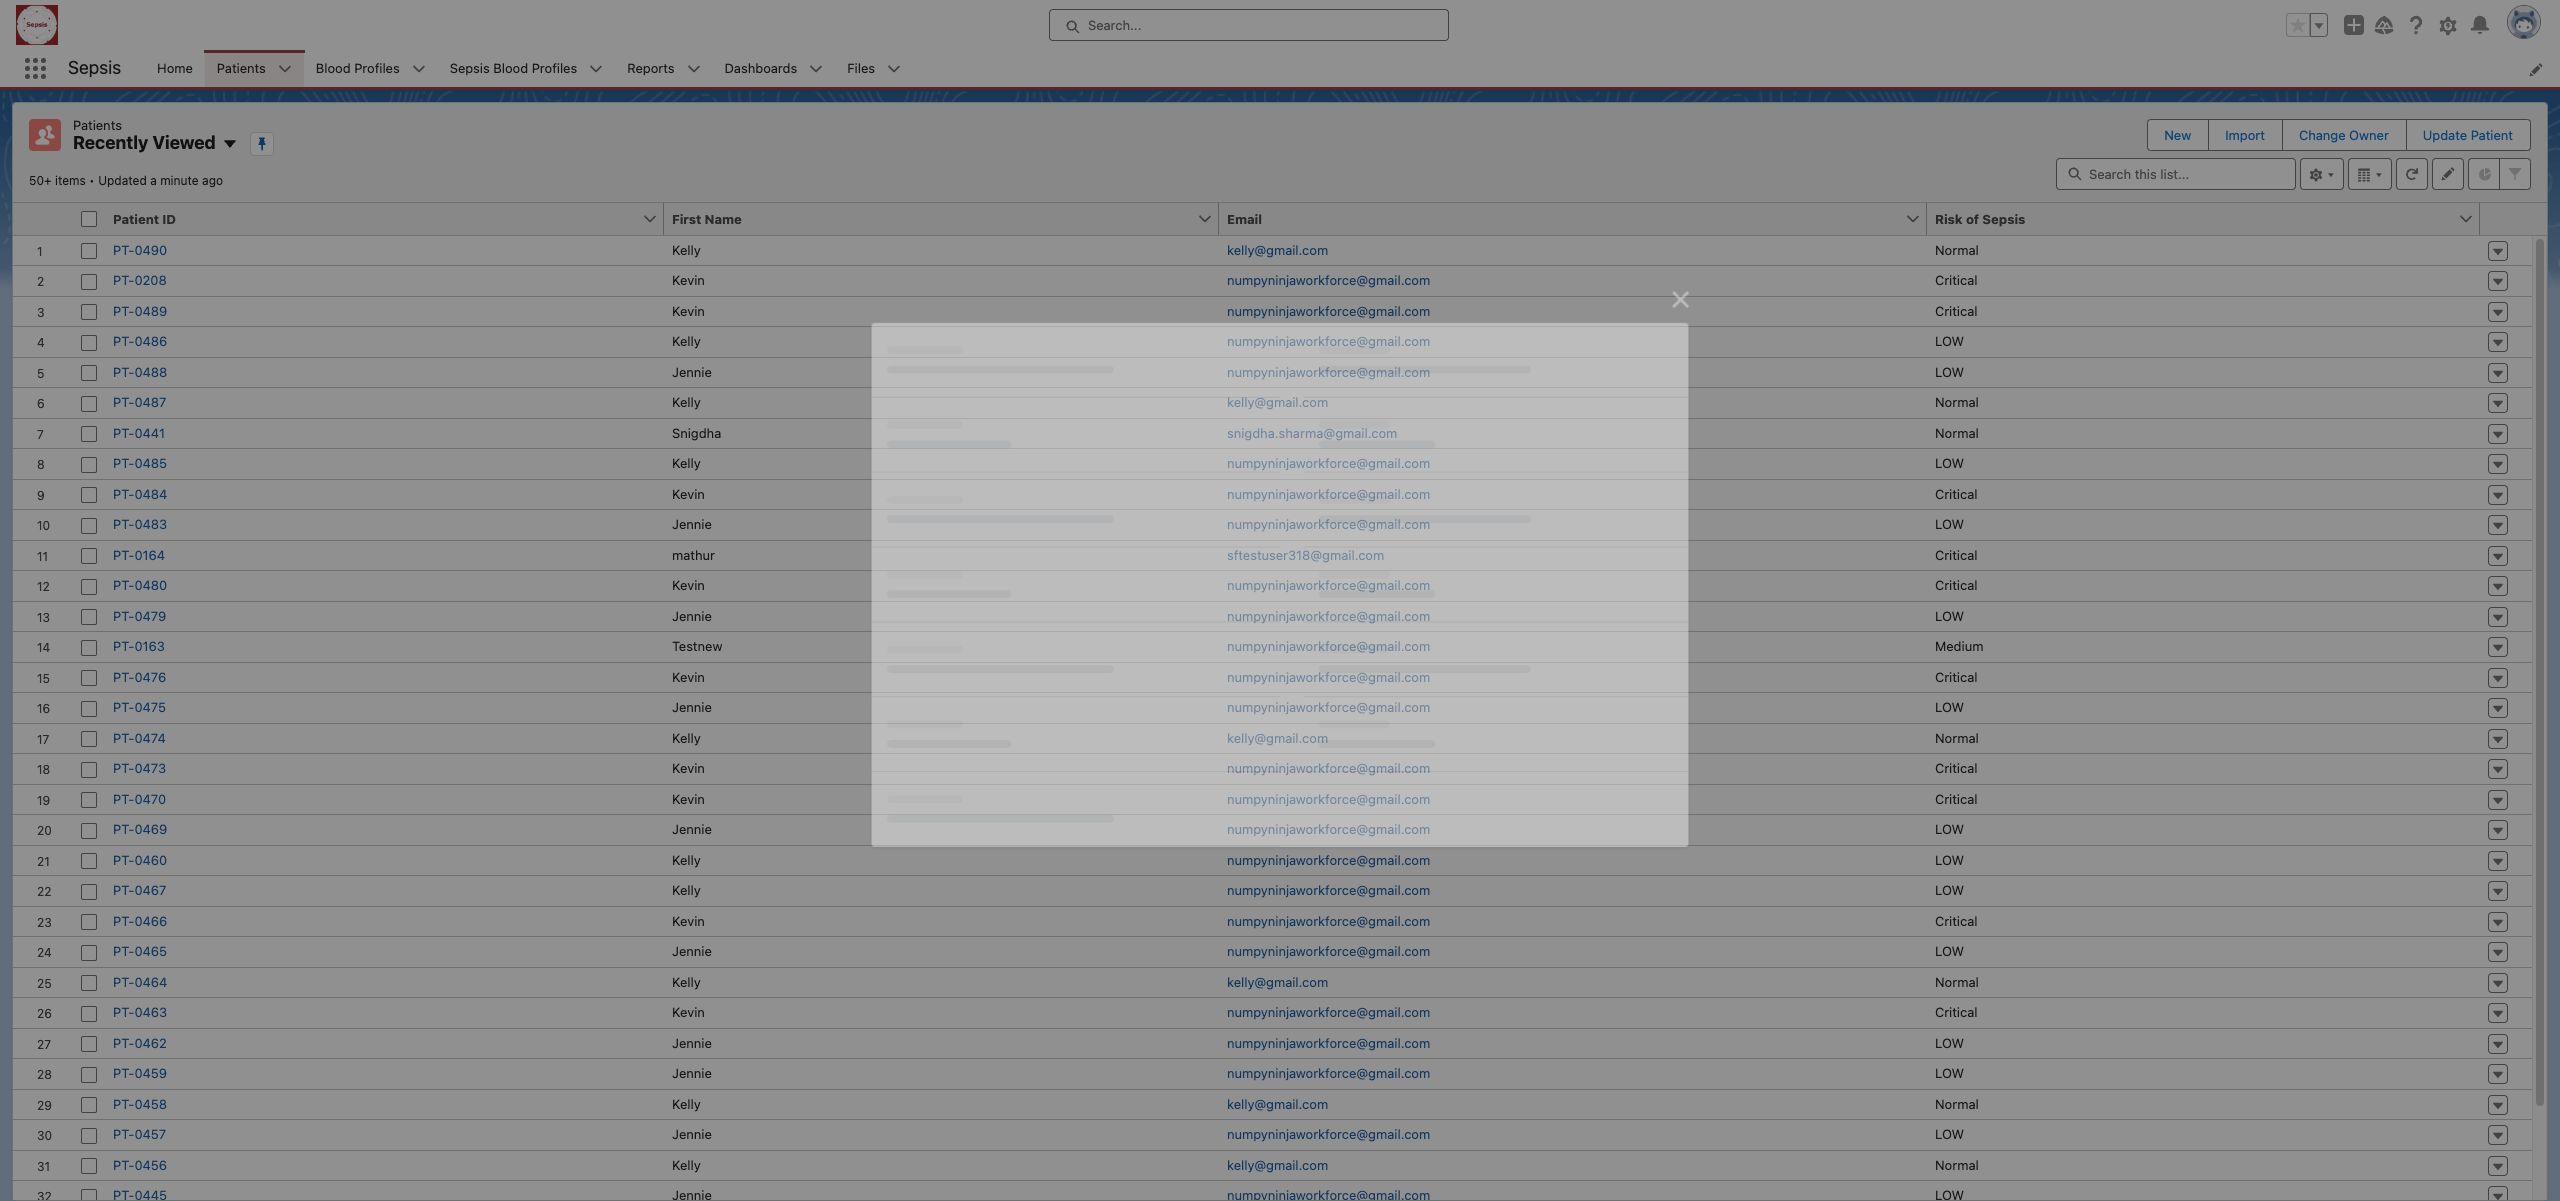 Sepsis
Search...
Sepsis
Home
Patients
Blood Profiles
Sepsis Blood Profiles
Reports
Dashboards
Files
Patients
Recently Viewed
New
Import
Change Owner
Update Patient
50+ items • Updated a minute ago
Search this list...
Patient ID First Name Email Risk of Sepsis
1 PT-0490 Kelly kelly@gmail.com Normal
2 PT-0208 Kevin numpyninjaworkforce@gmail.com Critical
3 PT-0489 Kevin numpyninjaworkforce@gmail.com Critical
4 PT-0486 Kelly numpyninjaworkforce@gmail.com LOW
5 PT-0488 Jennie numpyninjaworkforce@gmail.com LOW
6 PT-0487 Kelly kelly@gmail.com Normal
7 PT-0441 Snigdha snigdha.sharma@gmail.com Normal
8 PT-0485 Kelly numpyninjaworkforce@gmail.com LOW
9 PT-0484 Kevin numpyninjaworkforce@gmail.com Critical
10 PT-0483 Jennie numpyninjaworkforce@gmail.com LOW
11 PT-0164 mathur sftestuser318@gmail.com Critical
12 PT-0480 Kevin numpyninjaworkforce@gmail.com Critical
13 PT-0479 Jennie numpyninjaworkforce@gmail.com LOW
14 PT-0163 Testnew numpyninjaworkforce@gmail.com Medium
15 PT-0476 Kevin numpyninjaworkforce@gmail.com Critical
16 PT-0475 Jennie numpyninjaworkforce@gmail.com LOW
17 PT-0474 Kelly kelly@gmail.com Normal
18 PT-0473 Kevin numpyninjaworkforce@gmail.com Critical
19 PT-0470 Kevin numpyninjaworkforce@gmail.com Critical
20 PT-0469 Jennie numpyninjaworkforce@gmail.com LOW
21 PT-0460 Kelly numpyninjaworkforce@gmail.com LOW
22 PT-0467 Kelly numpyninjaworkforce@gmail.com LOW
23 PT-0466 Kevin numpyninjaworkforce@gmail.com Critical
24 PT-0465 Jennie numpyninjaworkforce@gmail.com LOW
25 PT-0464 Kelly kelly@gmail.com Normal
26 PT-0463 Kevin numpyninjaworkforce@gmail.com Critical
27 PT-0462 Jennie numpyninjaworkforce@gmail.com LOW
28 PT-0459 Jennie numpyninjaworkforce@gmail.com LOW
29 PT-0458 Kelly kelly@gmail.com Normal
30 PT-0457 Jennie numpyninjaworkforce@gmail.com LOW
31 PT-0456 Kelly kelly@gmail.com Normal
32 PT-0445 Jennie numpyninjaworkforce@gmail.com LOW